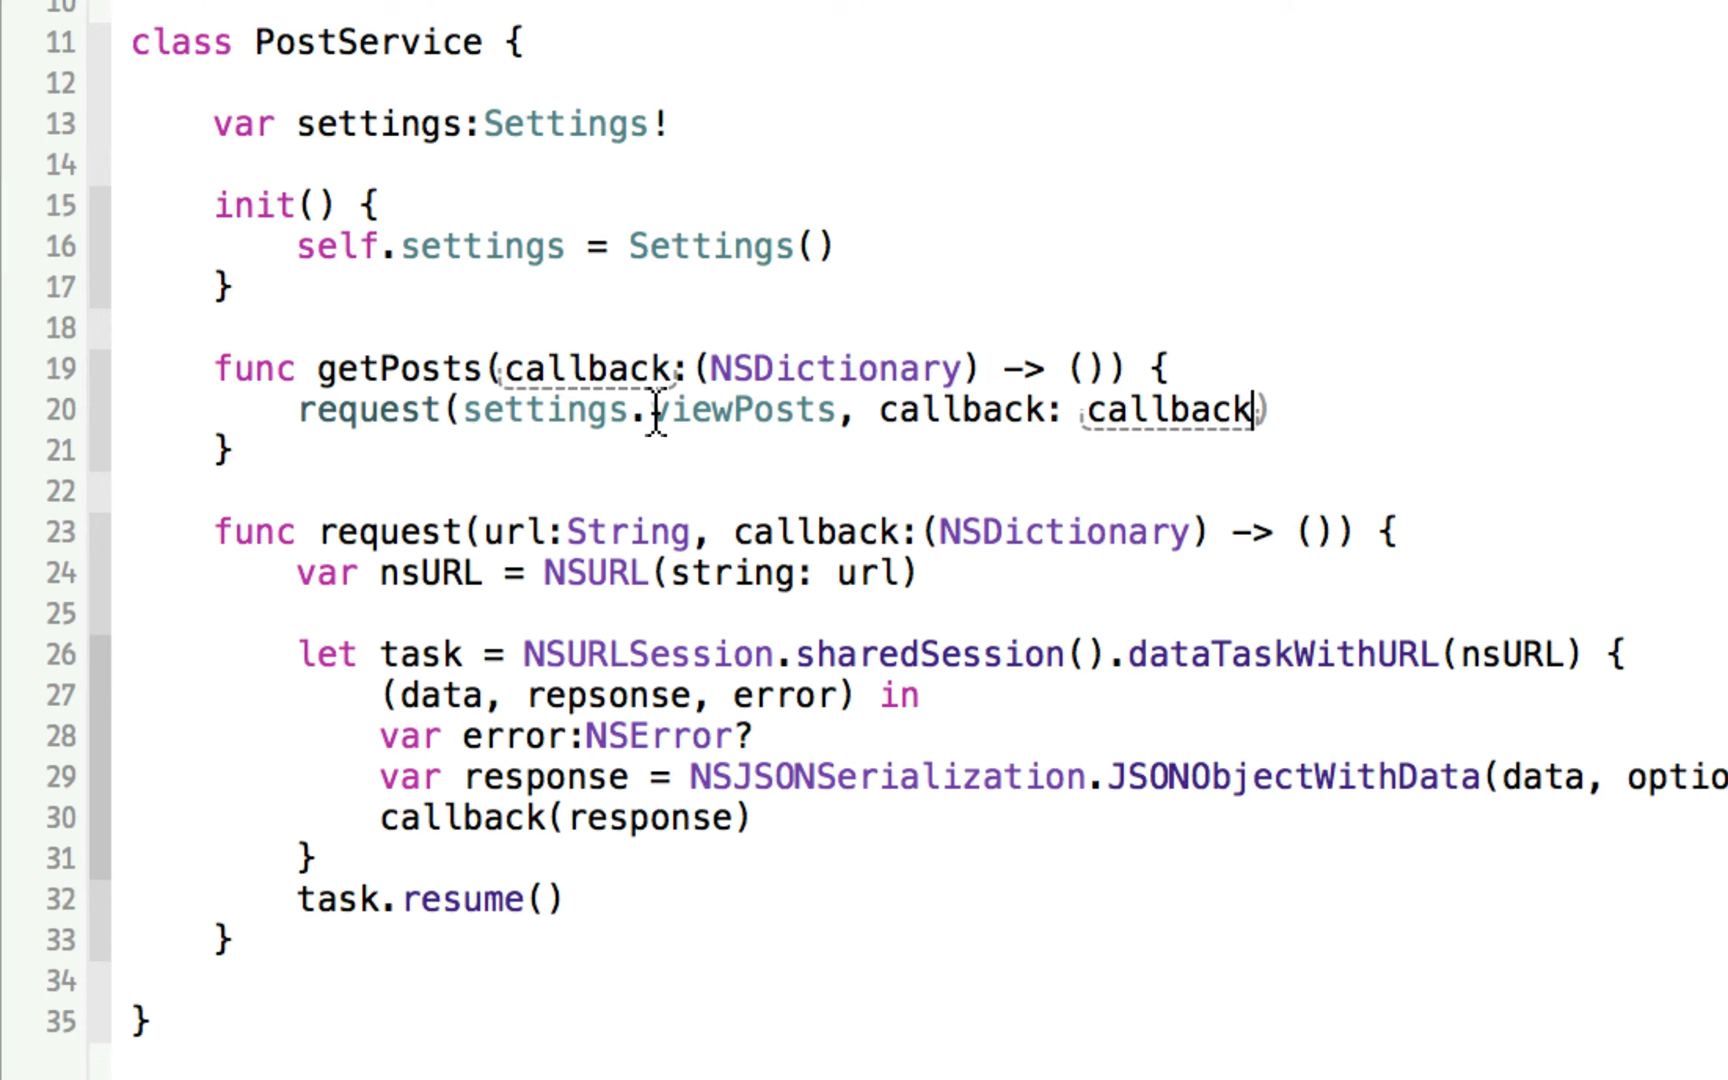 10
11 class PostService {
12
13 var settings:Settings!
14
15 init() {
16 self.settings = Settings()
17 }
18
19 func getPosts(callback:(NSDictionary) -> ()) {
20 request(settings.viewPosts, callback: callback)
21 }
22
23 func request(url:String, callback:(NSDictionary) -> ()) {
24 var nsURL = NSURL(string: url)
25
26 let task = NSURLSession.sharedSession().dataTaskWithURL(nsURL) {
27 (data, repsonse, error) in
28 var error:NSError?
29 var response = NSJSONSerialization.JSONObjectWithData(data, optio
30 callback(response)
31 }
32 task.resume()
33 }
34
35 }